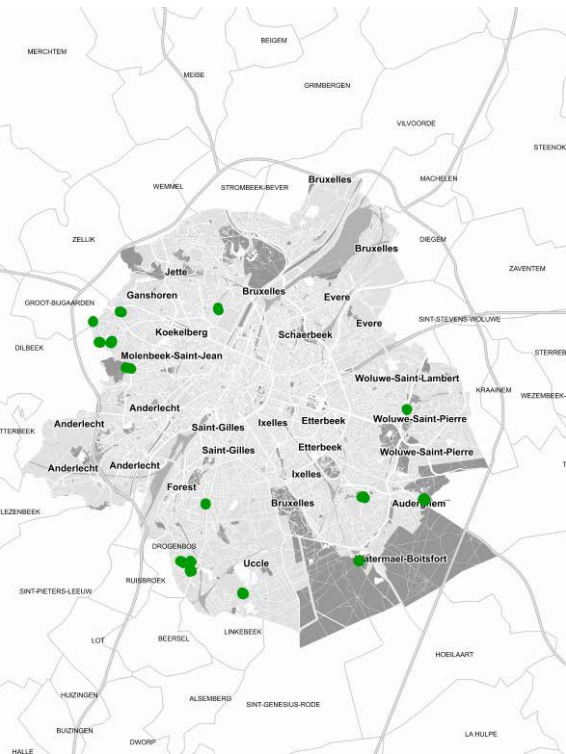 BEIGEM
MERCHTEM
MEISE
GRIMBERGEN
VILVOORDE
STEENOK
MACHELEN
Bruxelles
WEMMEL
STROMBEEK-BEVER
ZELLIK
DIEGEM
Bruxelles
ZAVENTEM
Jette
Bruxelles
Ganshoren
Evere
GROOT-BIJGAARDEN
SINT-STEVENS-WOLUWE
Evere
Koekelberg
Schaerbeek
DILBEEK
STERREB
Molenbeek-Saint-Jean
Woluwe-Saint-Lambert
KRAAINEM
WEZEMBEEK-
Anderlecht
Woluwe-Saint-Pierre
Anderlecht
Saint-Gilles
Ixelles
Etterbeek
TTERBEEK
Saint-Gilles
Etterbeek
Woluwe-Saint-Pierre
Anderlecht
Anderlecht
Ixelles
Forest
Bruxelles
Auderghem
LEZENBEEK
DROGENBOS
Uccle
Watermael-Boitsfort
RUISBROEK
SINT-PIETERS-LEEUW
LINKEBEEK
LOT
BEERSEL
HOEILAART
HUIZINGEN
ALSEMBERG
SINT-GENESIUS-RODE
BUIZINGEN
DWORP
LA HULPE
HALLE